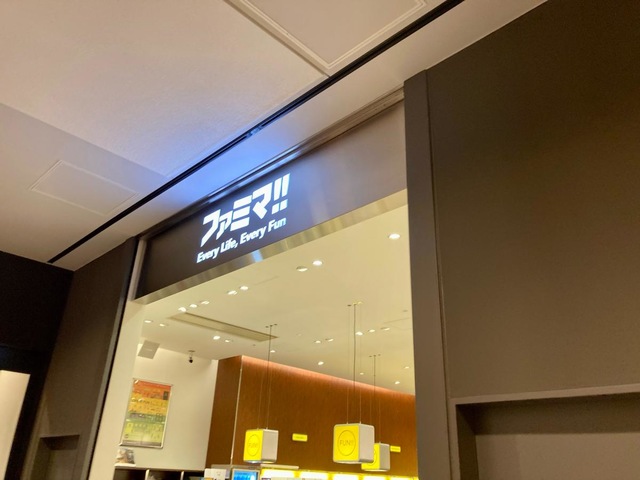 ファミマ!!
Every Life, Every Fun